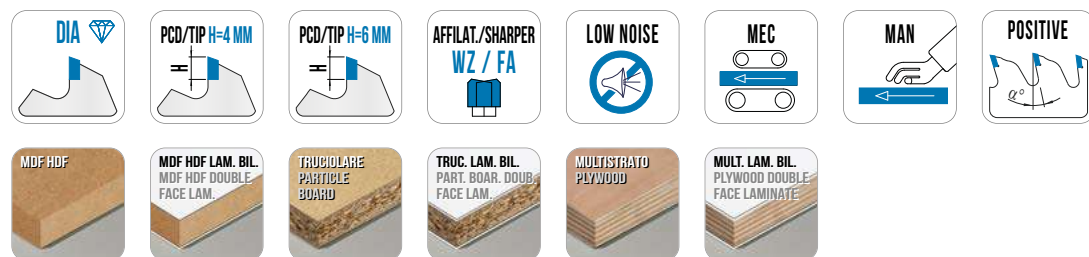 DIA
PCD/TIP H=4 MM
PCD/TIP H=6 MM
AFFILAT./SHARPER
WZ / FA
LOW NOISE
MEC
MAN
POSITIVE
α°
MDF HDF
MDF HDF LAM. BIL.
MDF HDF DOUBLE
FACE LAM.
TRUCIOLARE
PARTICLE
BOARD
TRUC. LAM. BIL.
PART. BOAR. DOUB.
FACE LAM.
MULTISTRATO
PLYWOOD
MULT. LAM. BIL.
PLYWOOD DOUBLE
FACE LAMINATE